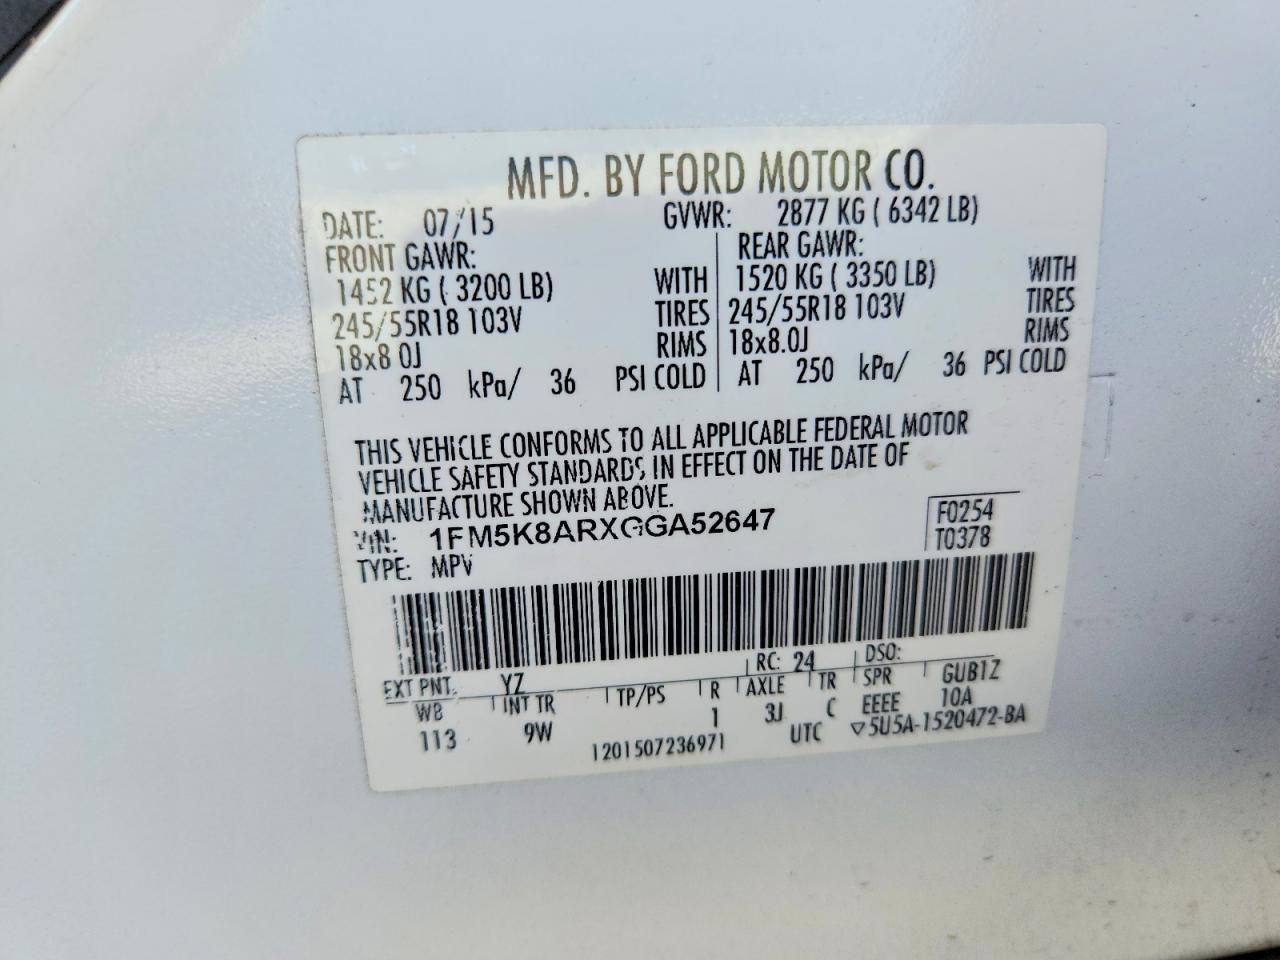 MFD. BY FORD MOTOR CO.
DATE: 07/15 GVWR: 2877 KG ( 6342 LB)
FRONT GAWR: REAR GAWR:
1452 KG ( 3200 LB) WITH 1520 KG ( 3350 LB) WITH
245/55R18 103V TIRES 245/55R18 103V TIRES
18x8 0J RIMS 18x8.0J RIMS
AT 250 kPa/ 36 PSI COLD AT 250 kPa/ 36 PSI COLD
THIS VEHICLE CONFORMS TO ALL APPLICABLE FEDERAL MOTOR
VEHICLE SAFETY STANDARDS, IN EFFECT ON THE DATE OF
MANUFACTURE SHOWN ABOVE.
VIN: 1FM5K8ARXGGA52647 F0254
TYPE: MPV T0378
EXT PNT. YZ RC: 24 DSO:
WB INT TR TP/PS R AXLE TR SPR GUB1Z
113 9W 1 3J C EEEE 10A
1201507236971 UTC ▽5U5A-1520472-BA